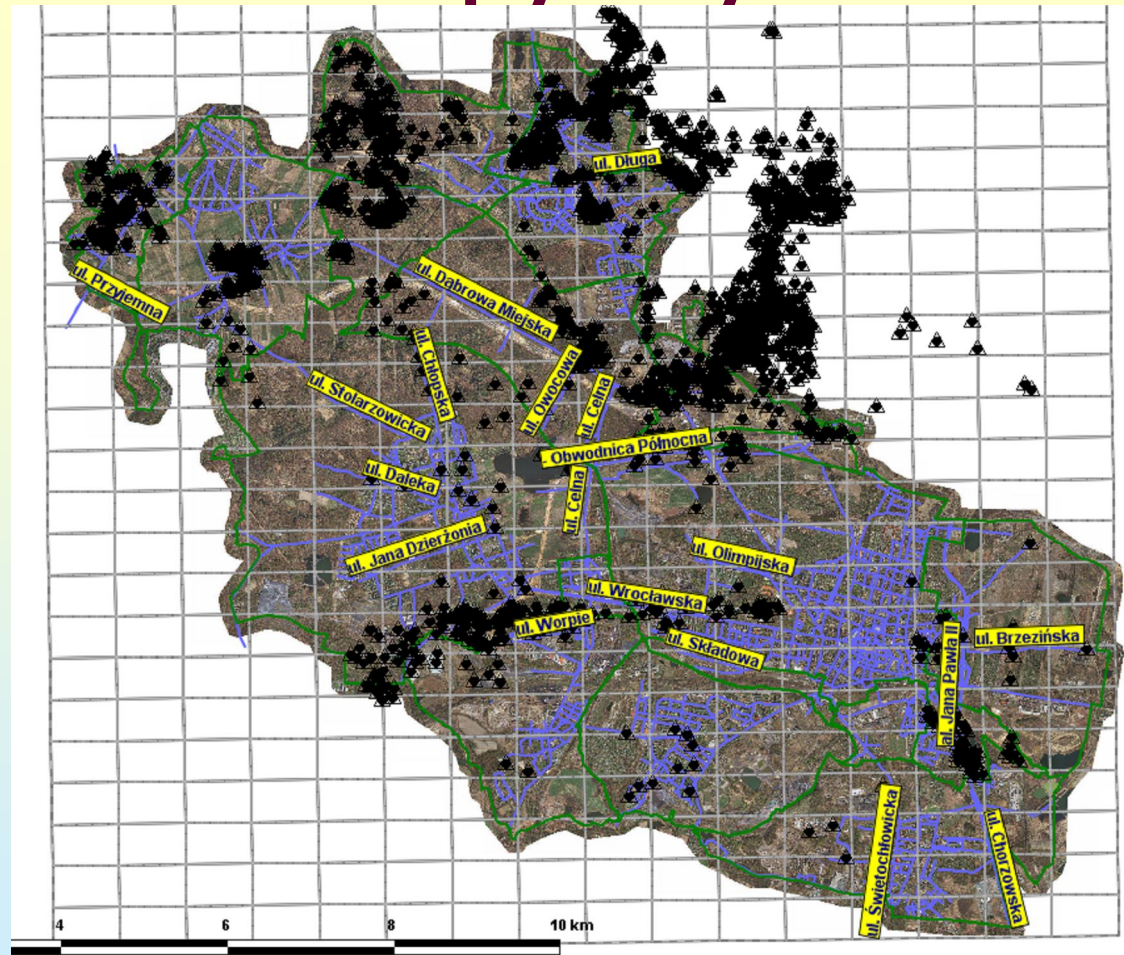 ul. Długa
ul. Przyjemna
ul. Dąbrowa Miejska
ul. Chłopska
ul. Stolarzowicka
ul. Owocowa
ul. Celna
. Obwodnica Północna
ul. Daleka
ul. Celna
ul. Jana Dzierżonia
ul. Olimpijska
ul. Wrocławska
ul. Worpie
ul. Składowa
al. Jana Pawła II
ul. Brzezińska
ul. Świętochłowicka
ul. Chorzowska
4 6 8 10 km